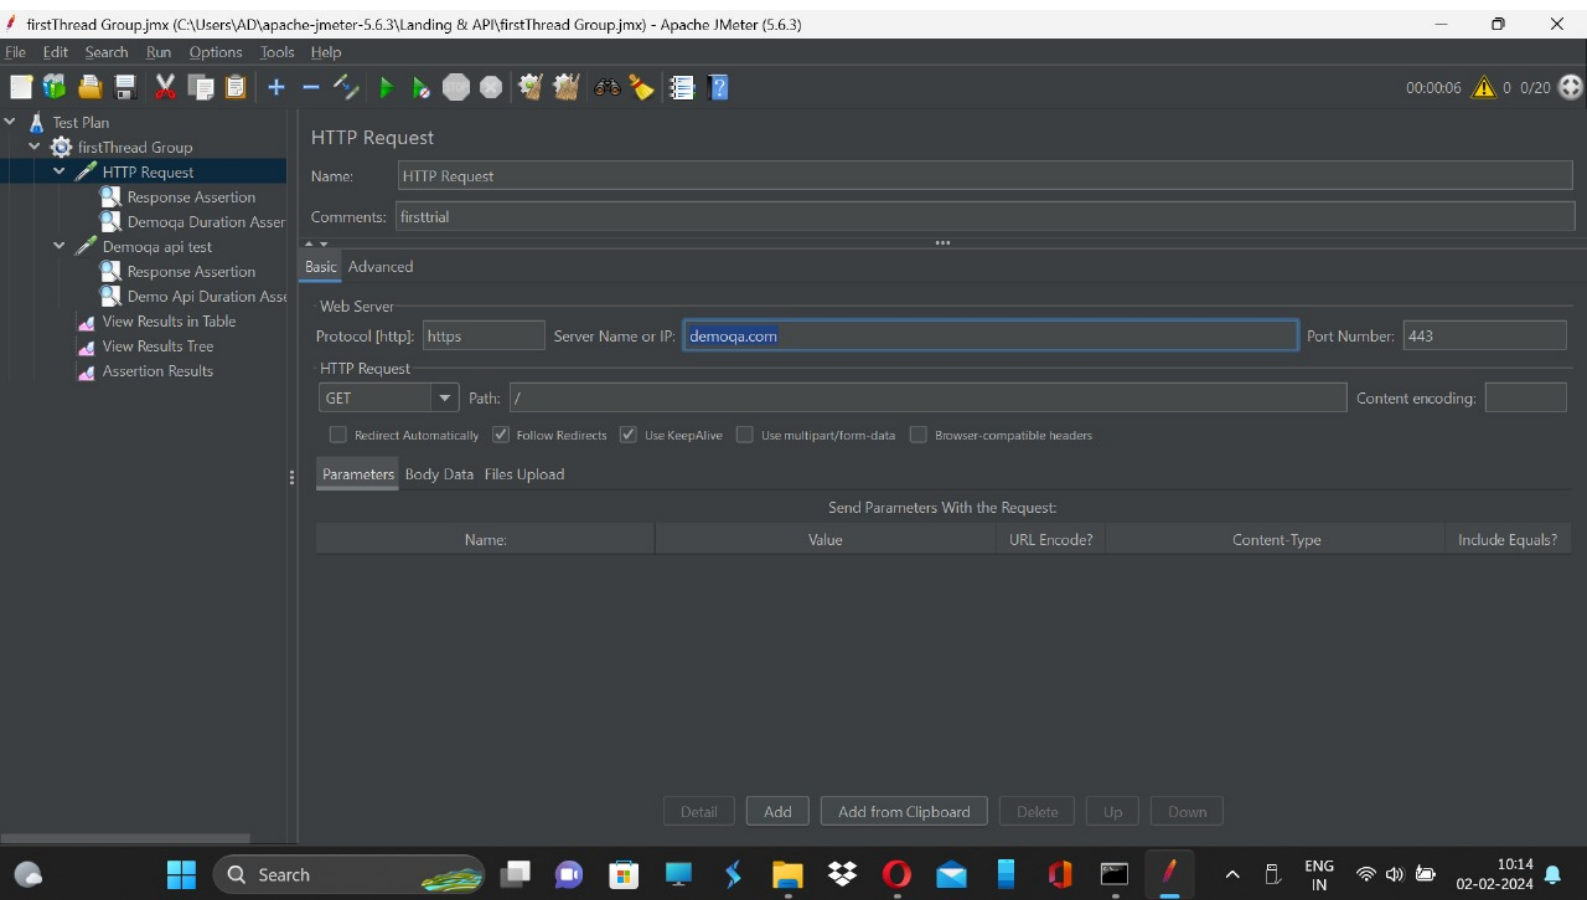 firstThread Group.jmx (C:\Users\AD\apache-jmeter-5.6.3\Landing & API\firstThread Group.jmx) - Apache JMeter (5.6.3)
File Edit Search Run Options Tools Help
STOP 00:00:06 0 0/20
Test Plan
firstThread Group
HTTP Request
Response Assertion
Demoqa Duration Asser
Demoqa api test
Response Assertion
Demo Api Duration Asse
View Results in Table
View Results Tree
Assertion Results
HTTP Request
Name: HTTP Request
Comments: firsttrial
Basic Advanced
Web Server
Protocol [http]: https Server Name or IP: demoqa.com Port Number: 443
HTTP Request
GET Path: / Content encoding:
Redirect Automatically Follow Redirects Use KeepAlive Use multipart/form-data Browser-compatible headers
Parameters Body Data Files Upload
Send Parameters With the Request:
Name: Value URL Encode? Content-Type Include Equals?
Detail Add Add from Clipboard Delete Up Down
Search
ENG
IN
10:14
02-02-2024